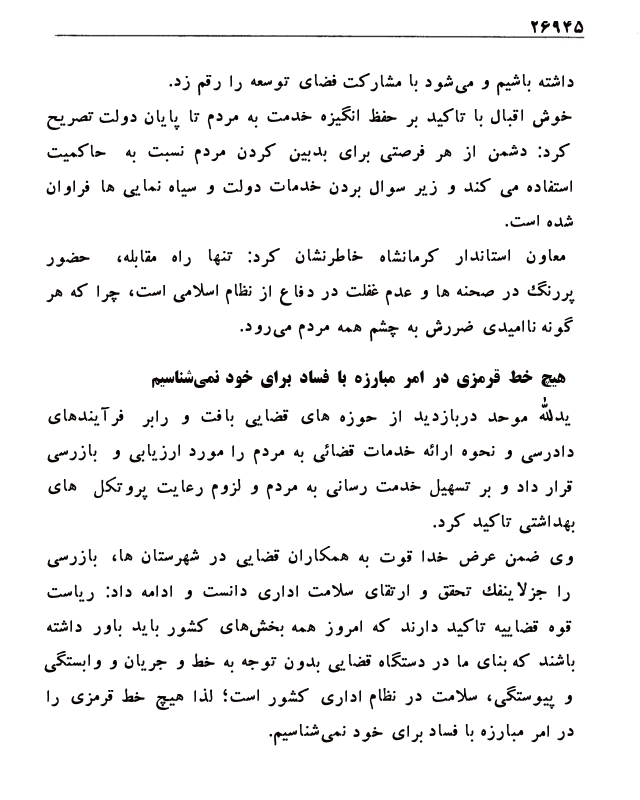 ۲۶۹۴۵
داشته باشیم و می‌شود با مشارکت فضای توسعه را رقم زد.
خوش اقبال با تاکید بر حفظ انگیزه خدمت به مردم تا پایان دولت تصریح
کرد: دشمن از هر فرصتی برای بدبین کردن مردم نسبت به حاکمیت
استفاده می کند و زیر سوال بردن خدمات دولت و سیاه نمایی ها فراوان
شده است.
معاون استاندار کرمانشاه خاطرنشان کرد: تنها راه مقابله، حضور
پررنگ در صحنه ها و عدم غفلت در دفاع از نظام اسلامی است، چرا که هر
گونه ناامیدی ضررش به چشم همه مردم می‌رود.
هیچ خط قرمزی در امر مبارزه با فساد برای خود نمی‌شناسیم
یدالله موحد دربازدید از حوزه های قضایی بافت و رابر فرآیندهای
دادرسی و نحوه ارائه خدمات قضائی به مردم را مورد ارزیابی و بازرسی
قرار داد و بر تسهیل خدمت رسانی به مردم و لزوم رعایت پروتکل های
بهداشتی تاکید کرد.
وی ضمن عرض خدا قوت به همکاران قضایی در شهرستان ها، بازرسی
را جزلاینفک تحقق و ارتقای سلامت اداری دانست و ادامه داد: ریاست
قوه قضاییه تاکید دارند که امروز همه بخش‌های کشور باید باور داشته
باشند که بنای ما در دستگاه قضایی بدون توجه به خط و جریان و وابستگی
و پیوستگی، سلامت در نظام اداری کشور است؛ لذا هیچ خط قرمزی را
در امر مبارزه با فساد برای خود نمی‌شناسیم.